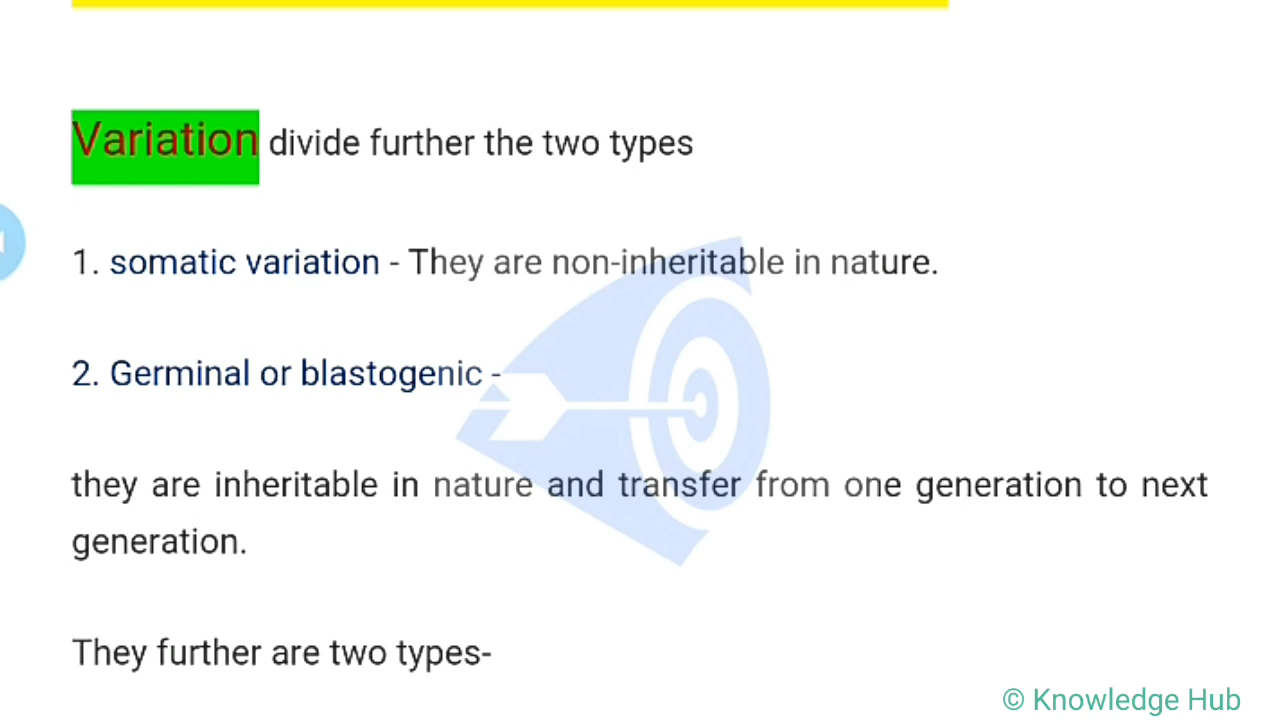 Variation divide further the two types
1. somatic variation - They are non-inheritable in nature.
2. Germinal or blastogenic -
they are inheritable in nature and transfer from one generation to next
generation.
They further are two types-
© Knowledge Hub